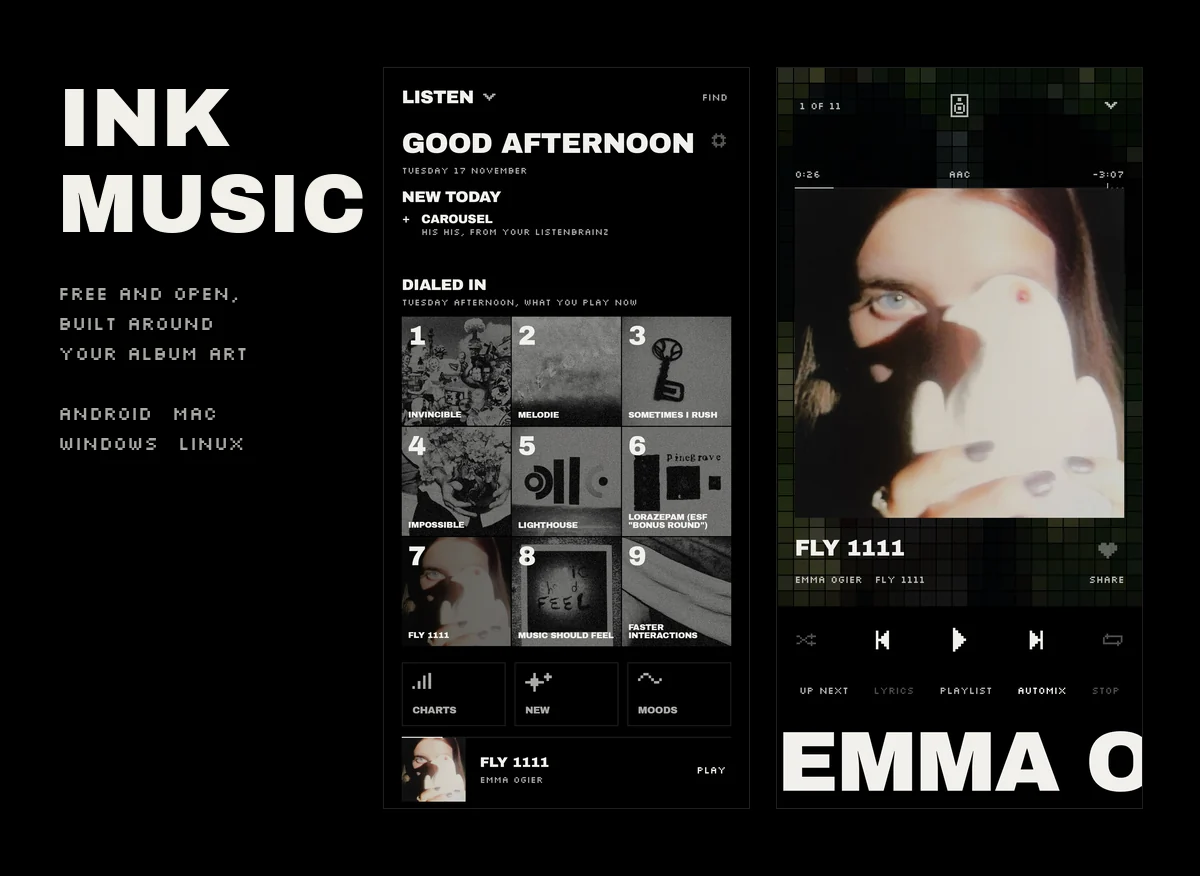 INK
MUSIC
FREE AND OPEN,
BUILT AROUND
YOUR ALBUM ART
ANDROID MAC
WINDOWS LINUX
LISTEN
FIND
GOOD AFTERNOON
TUESDAY 17 NOVEMBER
NEW TODAY
+ CAROUSEL
HIS HIS, FROM YOUR LISTENBRAINZ
DIALED IN
TUESDAY AFTERNOON, WHAT YOU PLAY NOW
1
INVINCIBLE
2
MELODIE
3
SOMETIMES I RUSH
4
IMPOSSIBLE
5
LIGHTHOUSE
6
Pinegrove
LORAZEPAM (ESF
"BONUS ROUND")
7
FLY 1111
8
FEEL
MUSIC SHOULD FEEL
9
FASTER
INTERACTIONS
CHARTS
NEW
MOODS
FLY 1111
EMMA OGIER
PLAY
1 OF 11
0:26
AAC
-3:07
FLY 1111
EMMA OGIER FLY 1111
SHARE
UP NEXT
LYRICS
PLAYLIST
AUTOMIX
STOP
EMMA O